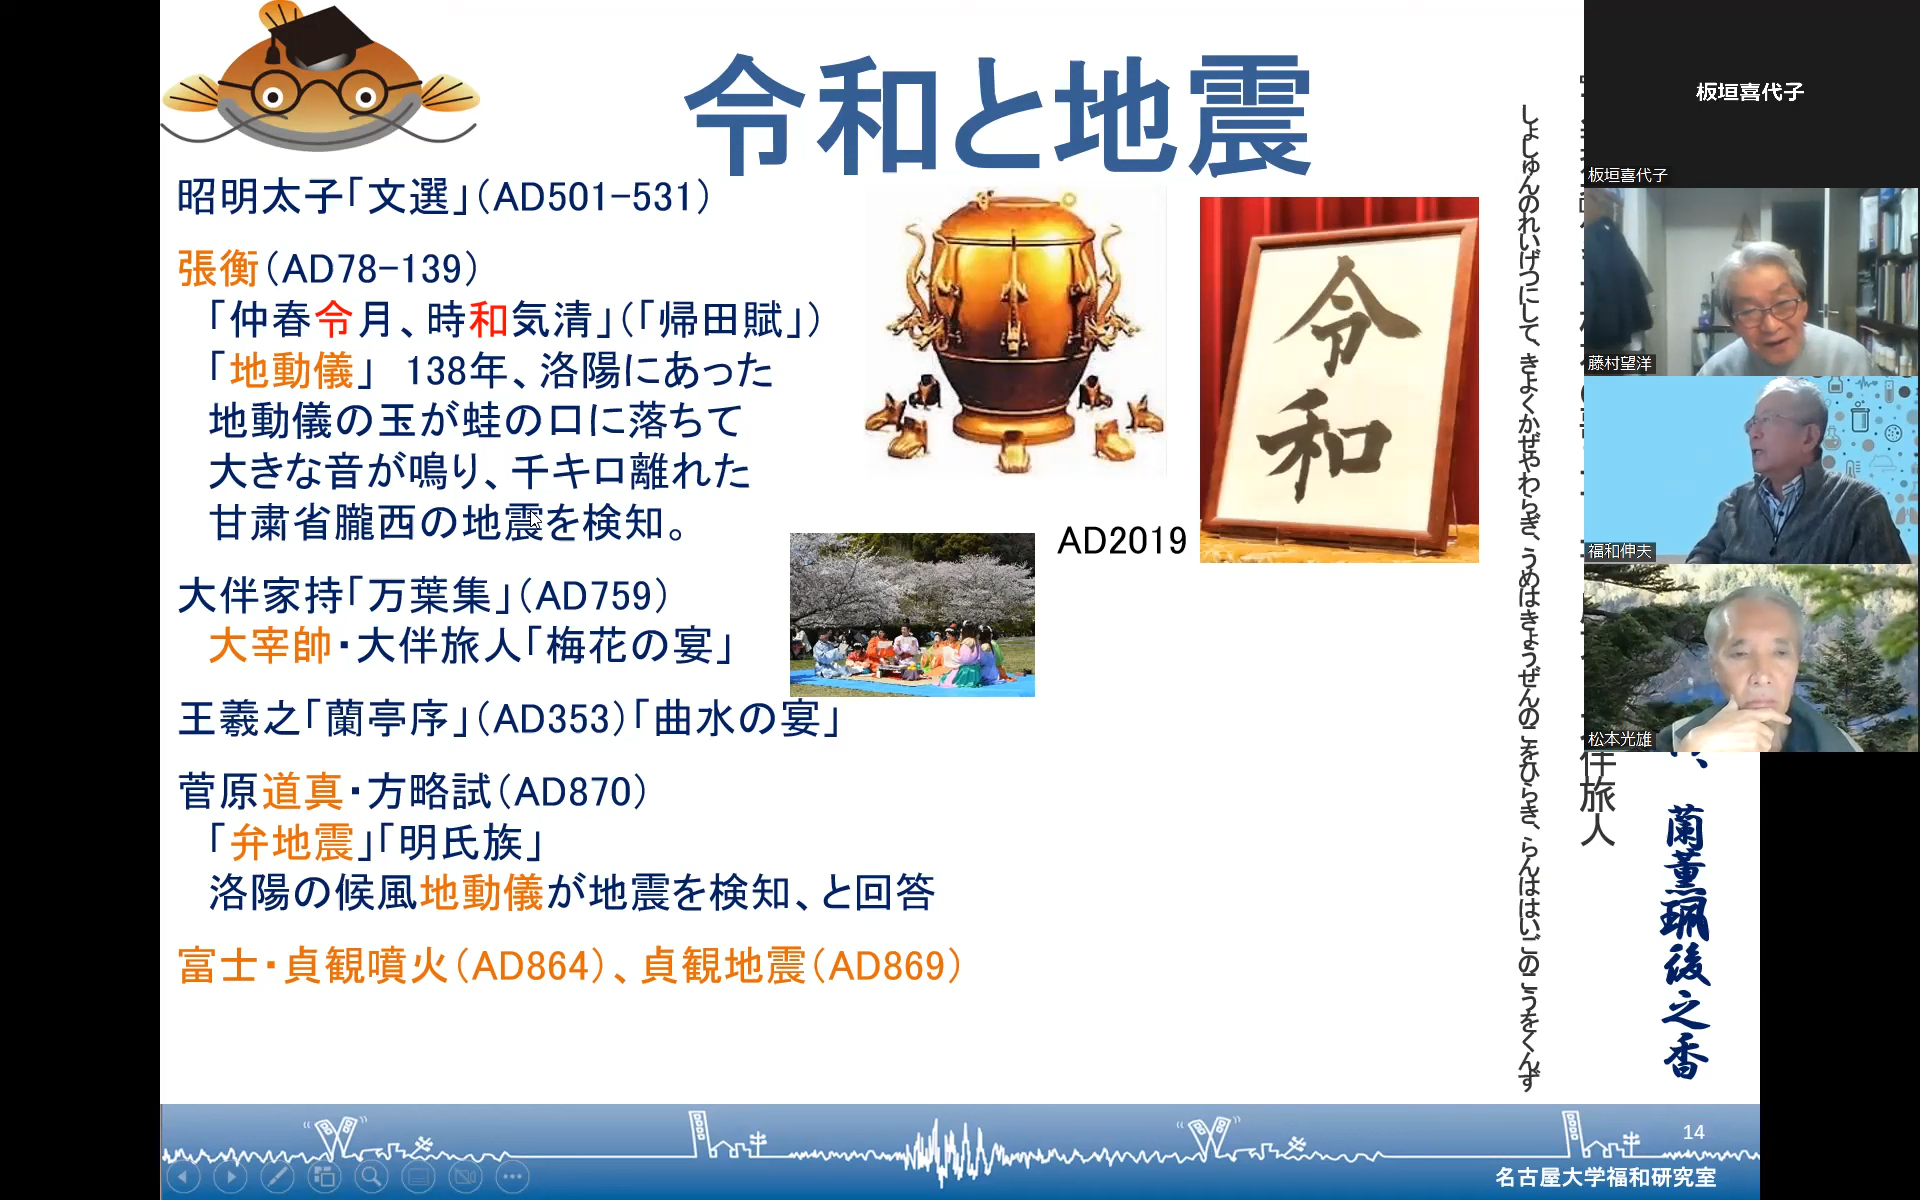 令和と地震
昭明太子「文選」（AD501-531）
張衡（AD78-139）
「仲春令月、時和気清」（「帰田賦」）
「地動儀」 138年、洛陽にあった
地動儀の玉が蛙の口に落ちて
大きな音が鳴り、千キロ離れた
甘粛省朧西の地震を検知。
大伴家持「万葉集」（AD759）
大宰帥・大伴旅人「梅花の宴」
王羲之「蘭亭序」（AD353）「曲水の宴」
菅原道真・方略試（AD870）
「弁地震」「明氏族」
洛陽の候風地動儀が地震を検知、と回答
富士・貞観噴火（AD864）、貞観地震（AD869）
令和
AD2019
しょしゅんのれいげつにして、きよくかぜやわらぎ、うめはきょうぜんのこをひらき、らんははいごのこうをくんず
伴旅人
、蘭薫珮後之香
板垣喜代子
板垣喜代子
藤村望洋
福和伸夫
松本光雄
14
名古屋大学福和研究室